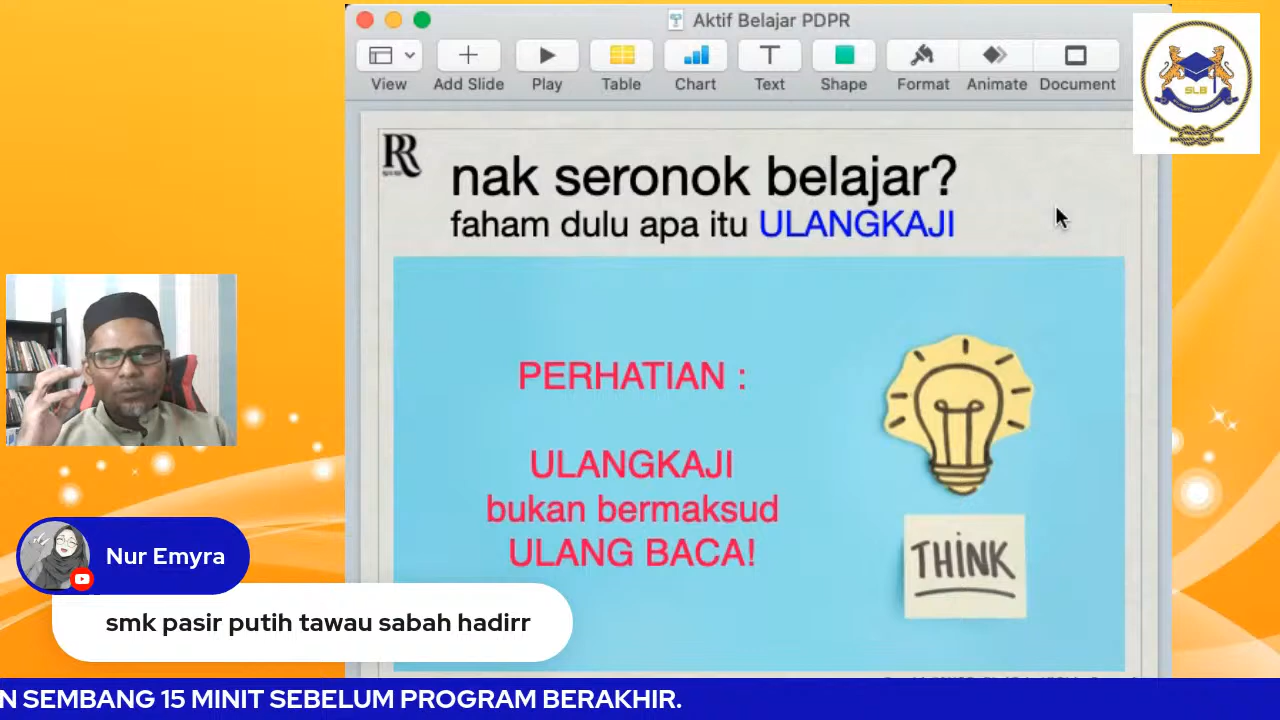 Aktif Belajar PDPR
View
Add Slide
Play
Table
Chart
Text
Shape
Format
Animate
Document
SLB
RR
nak seronok belajar?
faham dulu apa itu ULANGKAJI
PERHATIAN :
ULANGKAJI
bukan bermaksud
ULANG BACA!
THINK
Nur Emyra
smk pasir putih tawau sabah hadirr
N SEMBANG 15 MINIT SEBELUM PROGRAM BERAKHIR.